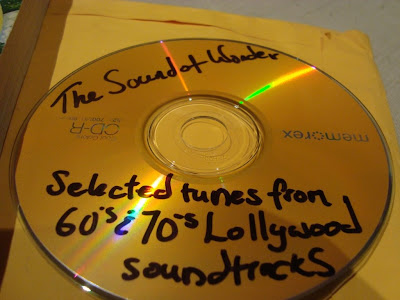 The Sound of Wonder
memorex
CD-R
Selected tunes from
60's i 70-s Lollywood
soundtracks